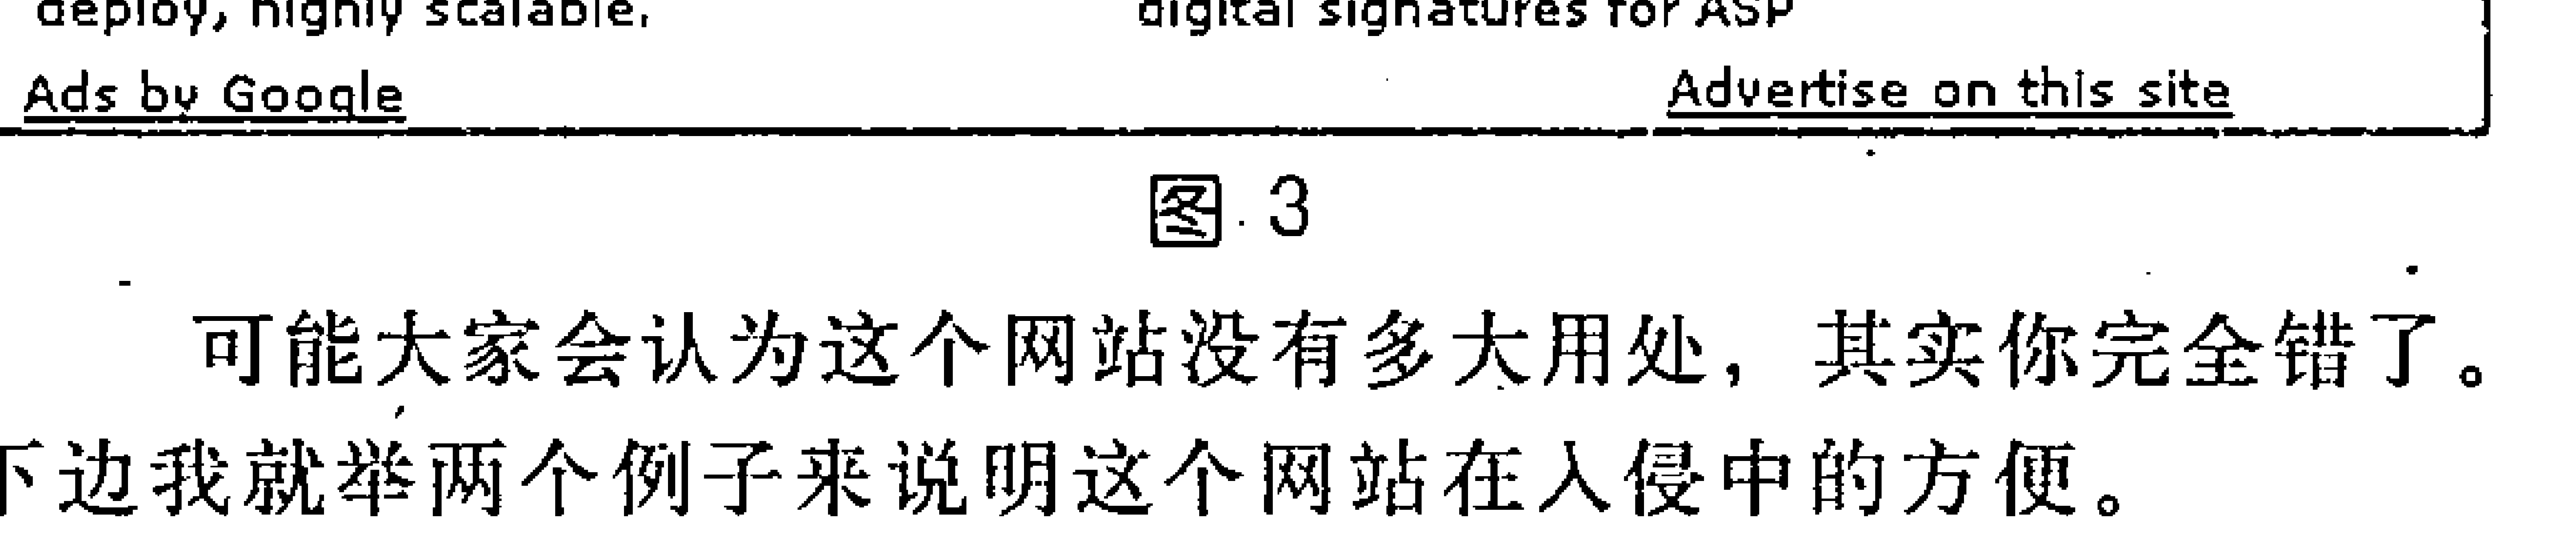 deploy, highly scalable. digital signatures for ASP
Ads by Google Advertise on this site
图 3
可能大家会认为这个网站没有多大用处，其实你完全错了。
下边我就举两个例子来说明这个网站在入侵中的方便。